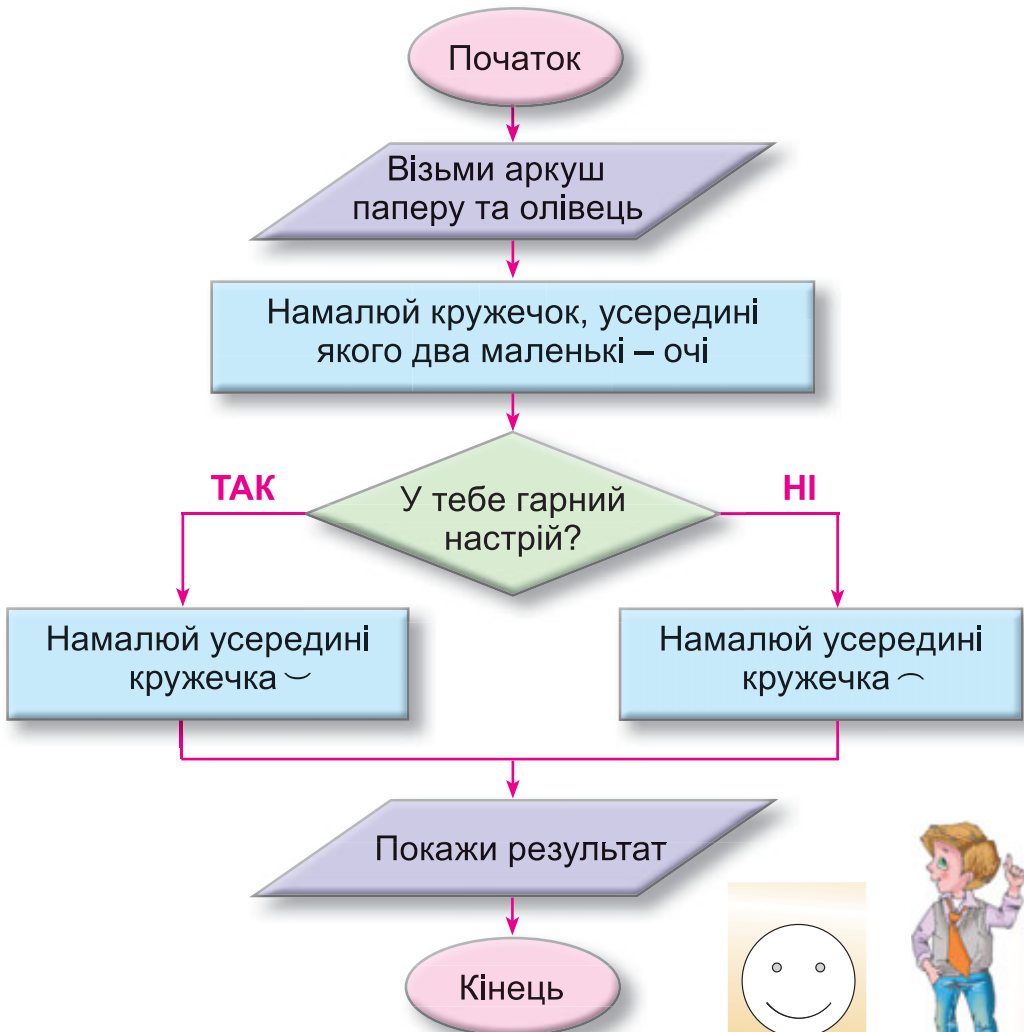 Початок
Візьми аркуш
паперу та олівець
Намалюй кружечок, усередині
якого два маленькі – очі
У тебе гарний
настрій?
ТАК
НІ
Намалюй усередині
кружечка ⌣
Намалюй усередині
кружечка ⌢
Покажи результат
Кінець